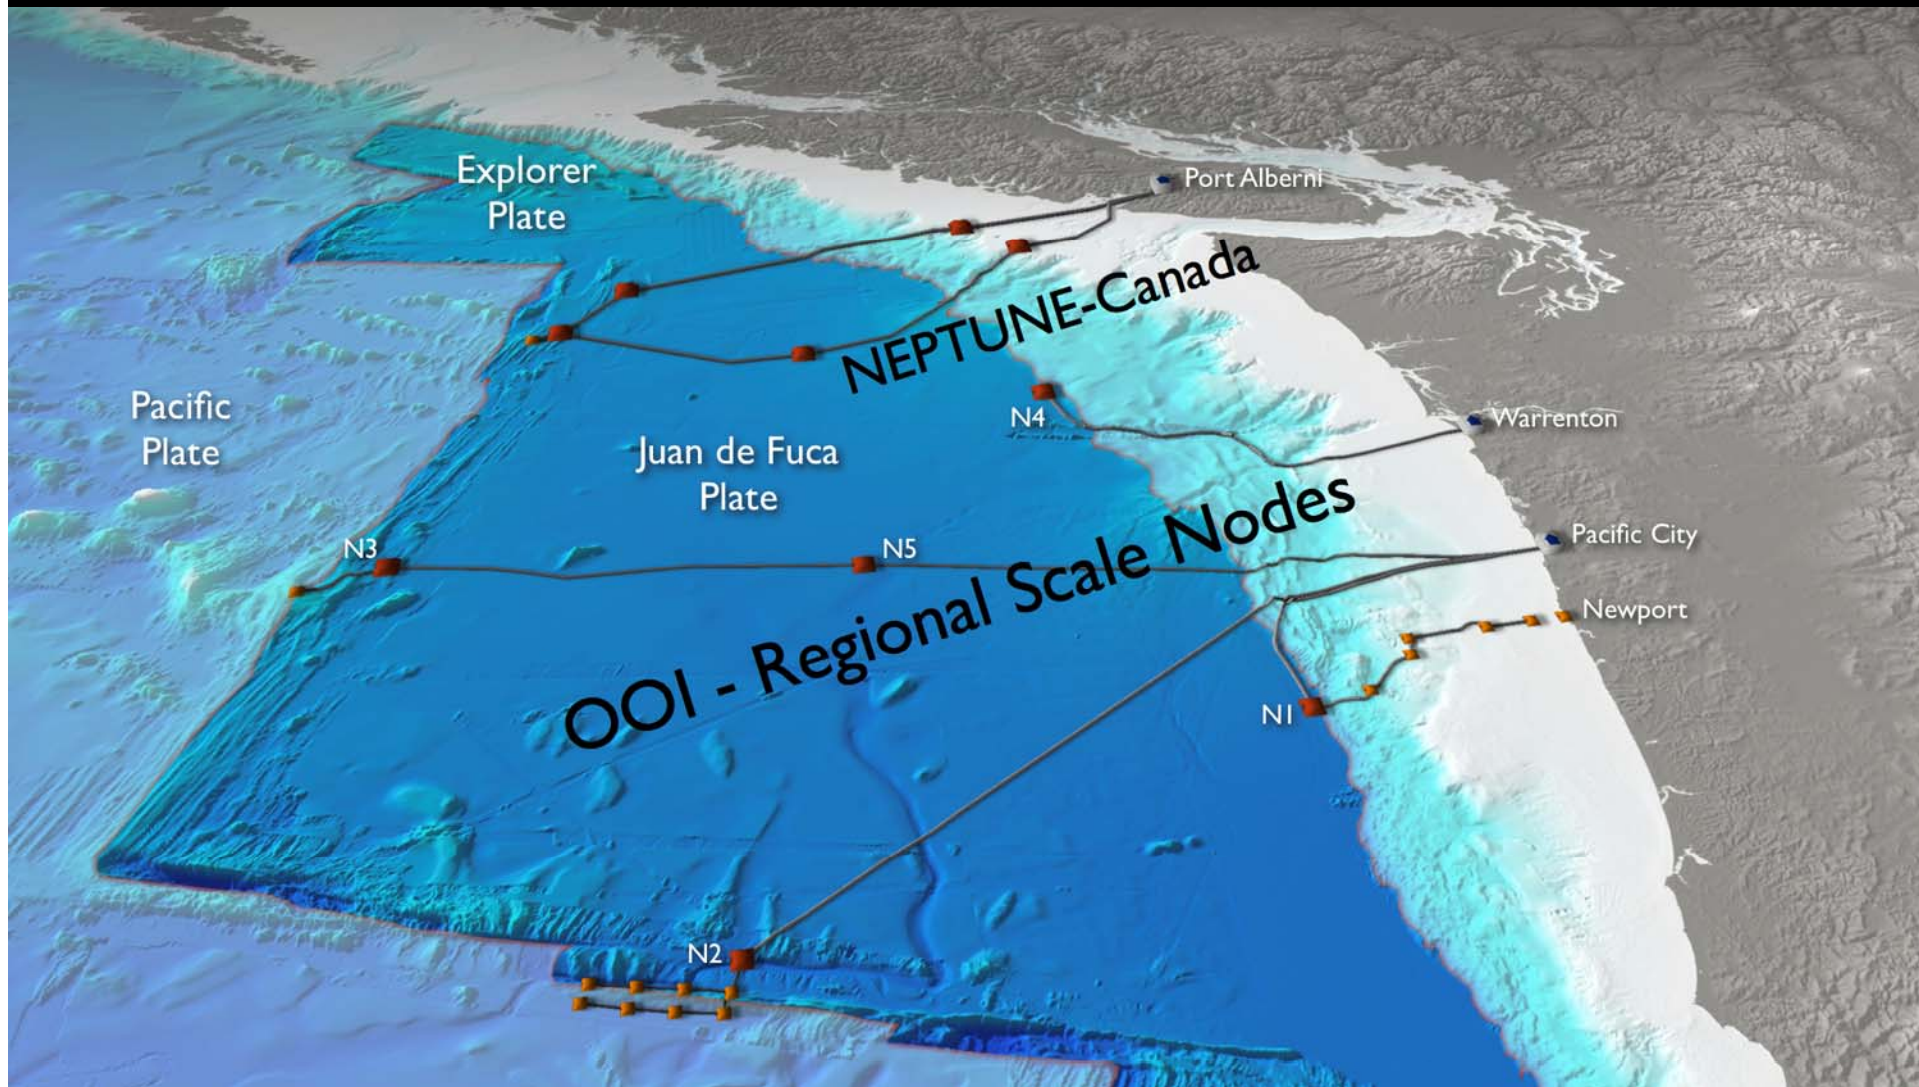 Explorer
Plate
Port Alberni
NEPTUNE-Canada
Pacific
Plate
N4
Warrenton
Juan de Fuca
Plate
OOI - Regional Scale Nodes
Pacific City
N3
N5
Newport
N1
N2